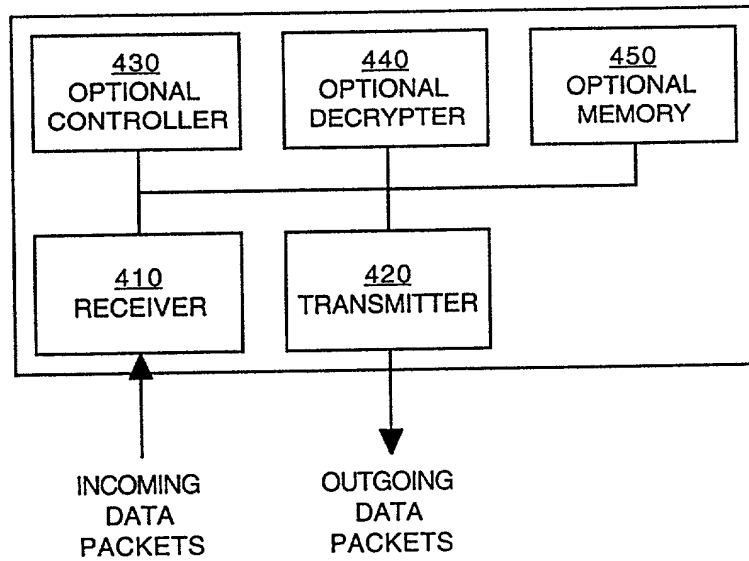 430
OPTIONAL
CONTROLLER
440
OPTIONAL
DECRYPTER
450
OPTIONAL
MEMORY
410
RECEIVER
420
TRANSMITTER
INCOMING
DATA
PACKETS
OUTGOING
DATA
PACKETS